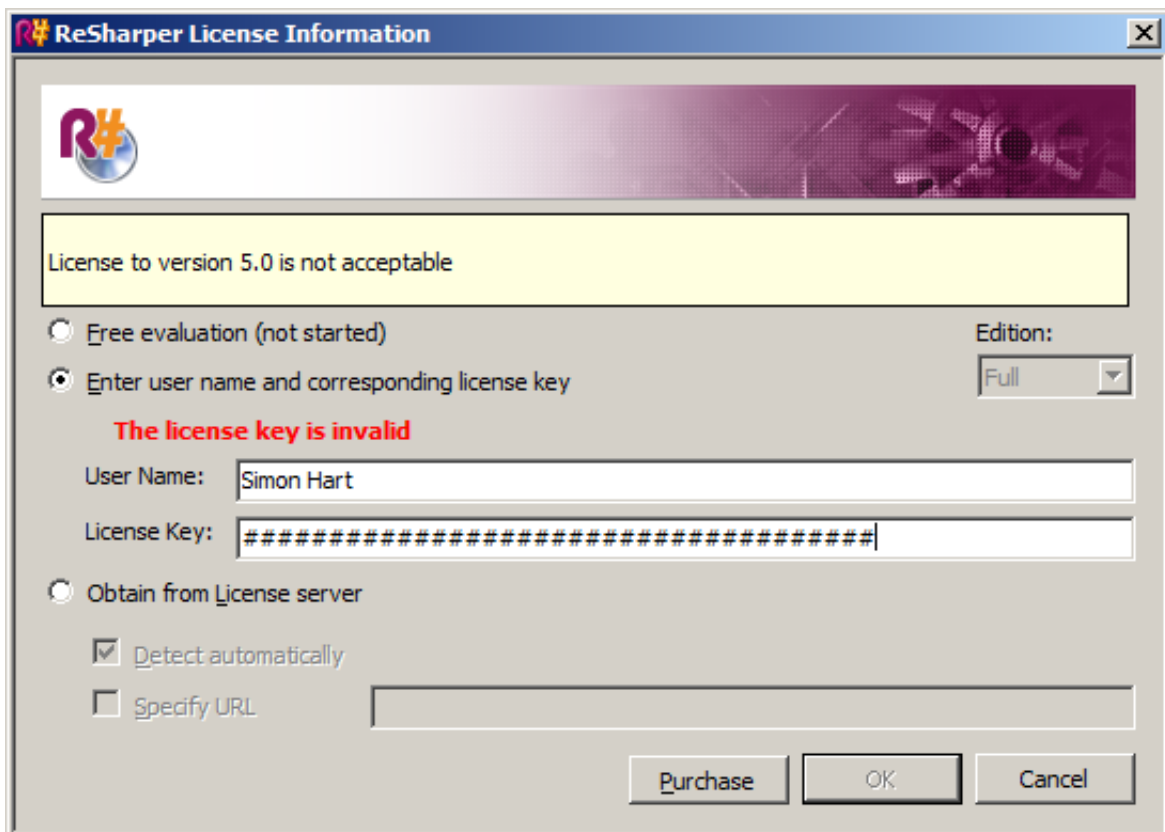 R# ReSharper License Information
R#
License to version 5.0 is not acceptable
Free evaluation (not started)
Edition:
Enter user name and corresponding license key
Full
The license key is invalid
User Name: Simon Hart
License Key: #####################################
Obtain from License server
Detect automatically
Specify URL
Purchase OK Cancel